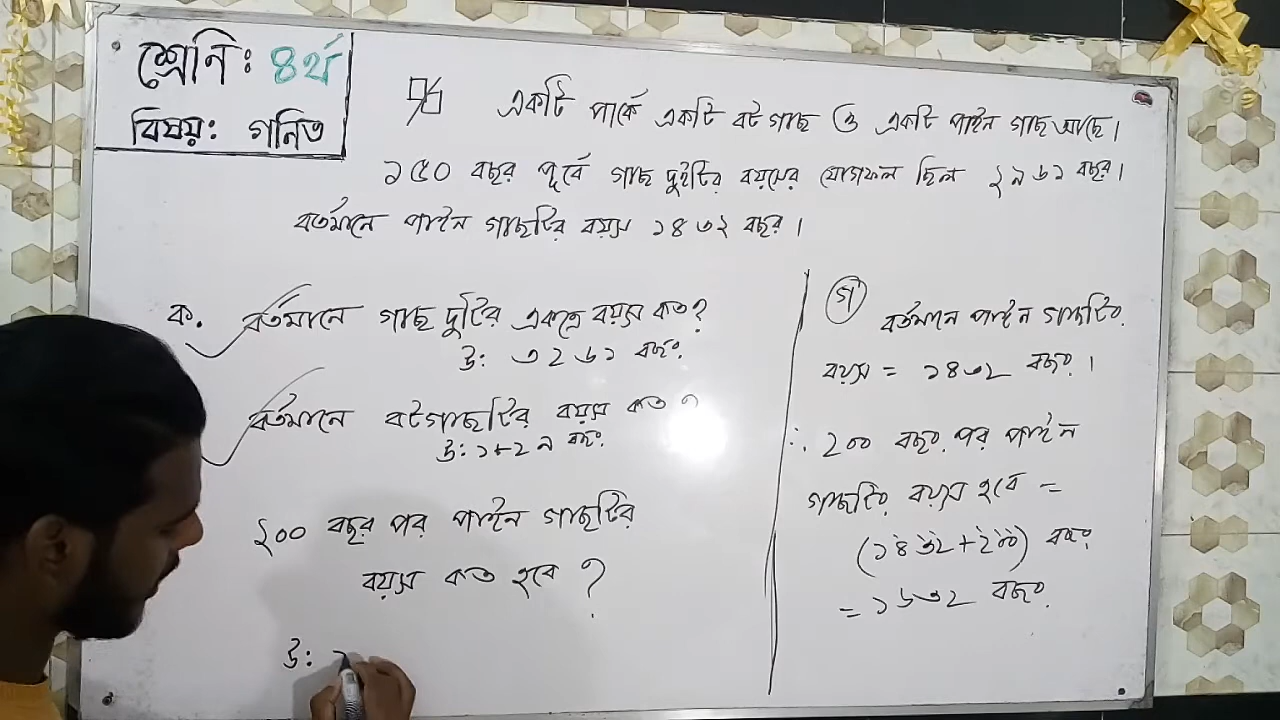 শ্রেনি: ৪র্থ
বিষয়: গনিত
একটি পার্কে একটি বটগাছ ও একটি পাইন গাছ আছে।
১৫০ বছর পূর্বে গাছ দুইটির বয়সের যোগফল ছিল ২৯৬১ বছর।
বর্তমানে পাইন গাছটির বয়স ১৪৩২ বছর।
ক. বর্তমানে গাছ দুটির একত্রে বয়স কত?
উ: ৩২৬১ বছর.
বর্তমানে বটগাছটির বয়স কত ?
উ: ১৮২৯ বছর.
২০০ বছর পর পাইন গাছটির
বয়স কত হবে ?
উ:
গ
বর্তমানে পাইন গাছটির
বয়স = ১৪৩২ বছর।
∴ ২০০ বছর পর পাইন
গাছটির বয়স হবে =
(১৪৩২+২০০) বছর
= ১৬৩২ বছর.